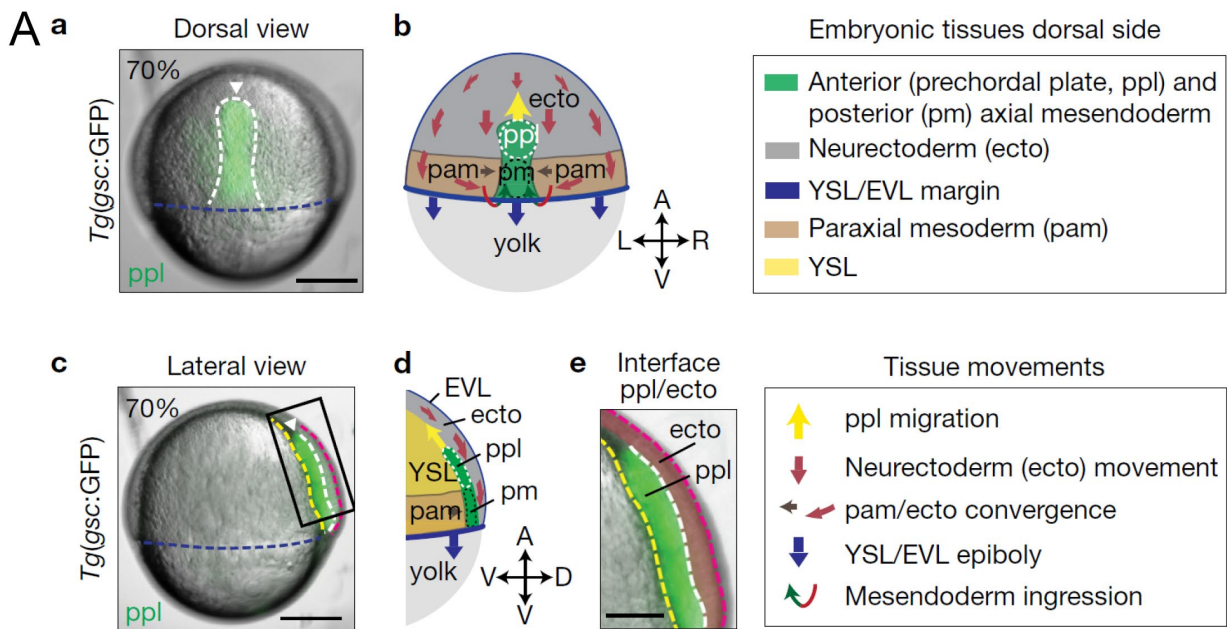 A
a
Dorsal view
70%
Tg(gsc:GFP)
ppl
b
ecto
pp
pam
pm
pam
yolk
A
L
R
V
Embryonic tissues dorsal side
Anterior (prechordal plate, ppl) and
posterior (pm) axial mesendoderm
Neurectoderm (ecto)
YSL/EVL margin
Paraxial mesoderm (pam)
YSL
c
Lateral view
70%
Tg(gsc:GFP)
ppl
d
EVL
ecto
ppl
YSL
pm
pam
yolk
A
V
D
V
e
Interface
ppl/ecto
ecto
ppl
Tissue movements
ppl migration
Neurectoderm (ecto) movement
pam/ecto convergence
YSL/EVL epiboly
Mesendoderm ingression